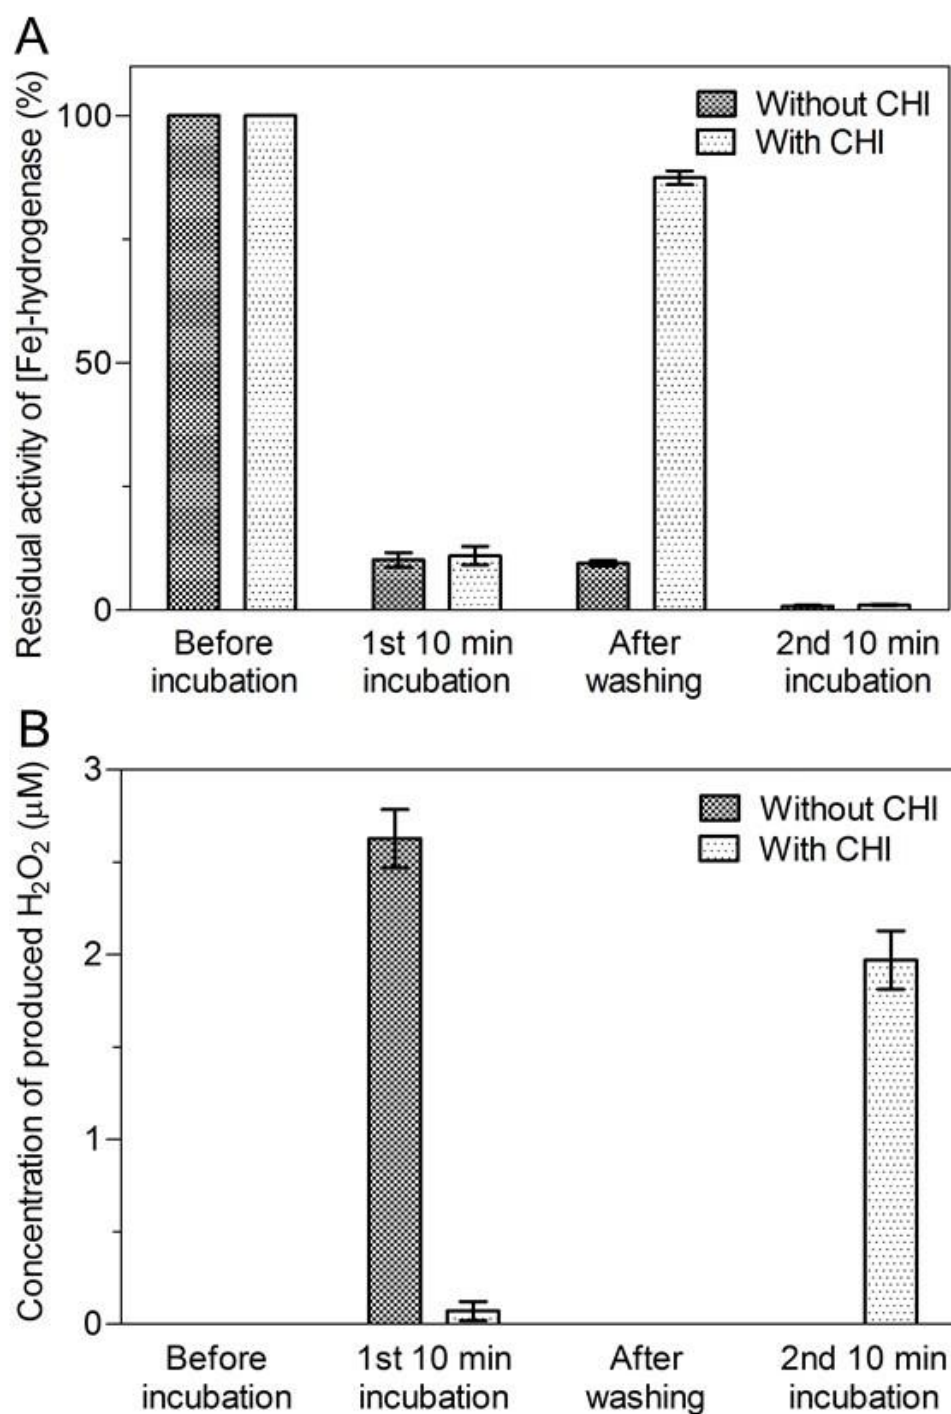 A
Residual activity of [Fe]-hydrogenase (%)
100
50
0
Without CHI
With CHI
Before
incubation
1st 10 min
incubation
After
washing
2nd 10 min
incubation
B
Concentration of produced H₂O₂ (μM)
3
2
1
0
Without CHI
With CHI
Before
incubation
1st 10 min
incubation
After
washing
2nd 10 min
incubation